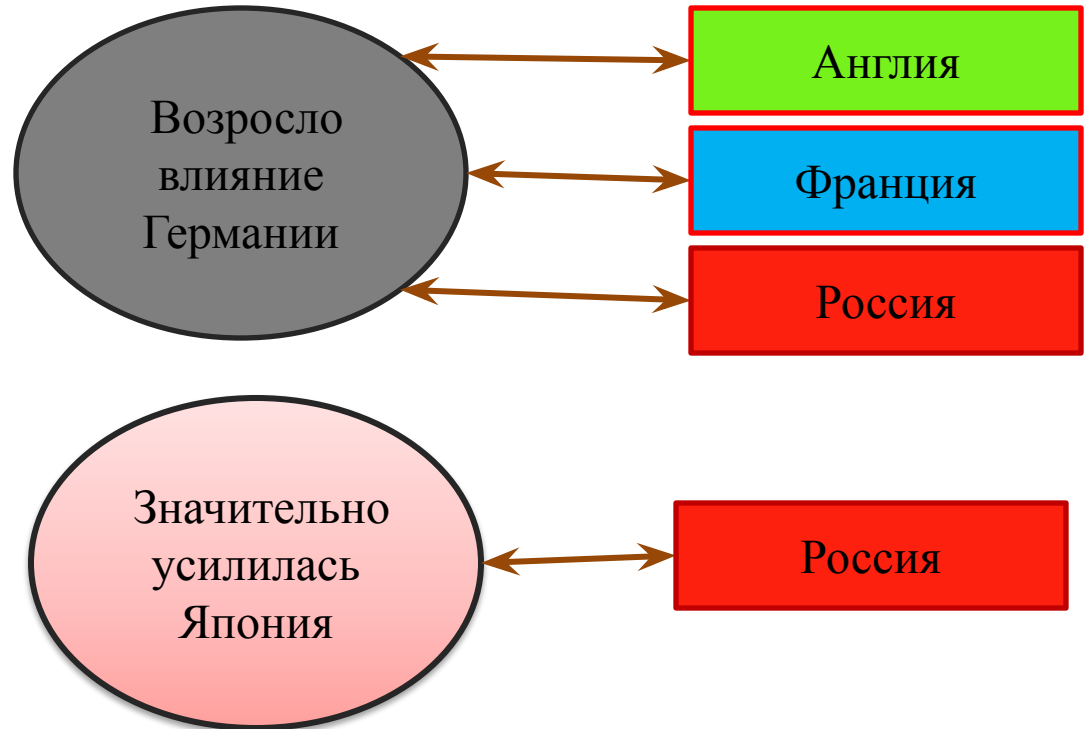 Возросло
влияние
Германии
Англия
Франция
Россия
Значительно
усилилась
Япония
Россия